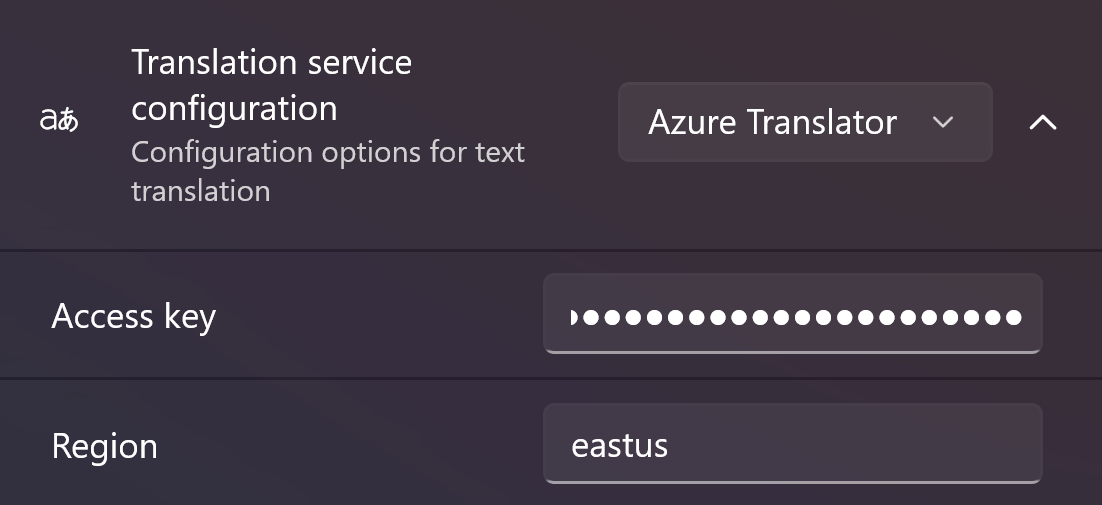 Translation service
configuration
Configuration options for text
translation
aあ
Azure Translator
Access key
●●●●●●●●●●●●●●●●●●●●●●
Region
eastus